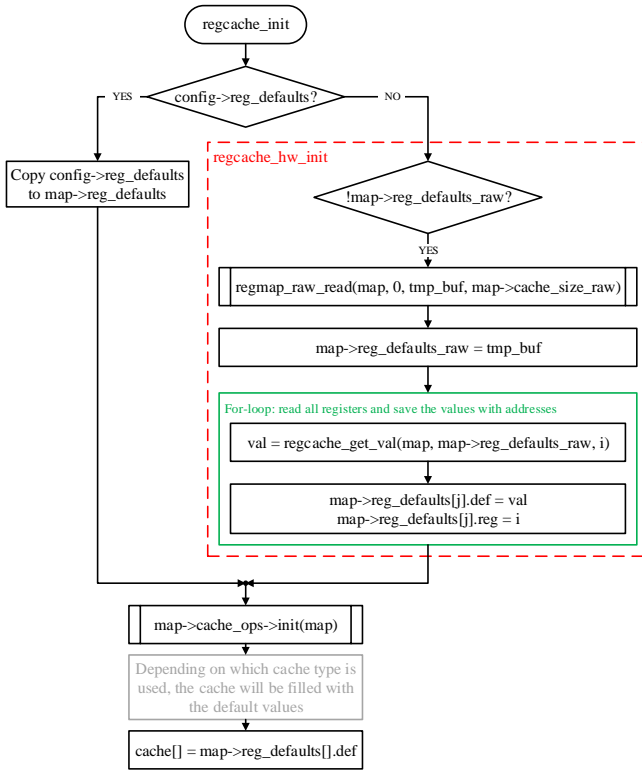 regcache_init
config->reg_defaults?
YES
NO
Copy config->reg_defaults
to map->reg_defaults
regcache_hw_init
!map->reg_defaults_raw?
YES
regmap_raw_read(map, 0, tmp_buf, map->cache_size_raw)
map->reg_defaults_raw = tmp_buf
For-loop: read all registers and save the values with addresses
val = regcache_get_val(map, map->reg_defaults_raw, i)
map->reg_defaults[j].def = val
map->reg_defaults[j].reg = i
map->cache_ops->init(map)
Depending on which cache type is
used, the cache will be filled with
the default values
cache[] = map->reg_defaults[].def